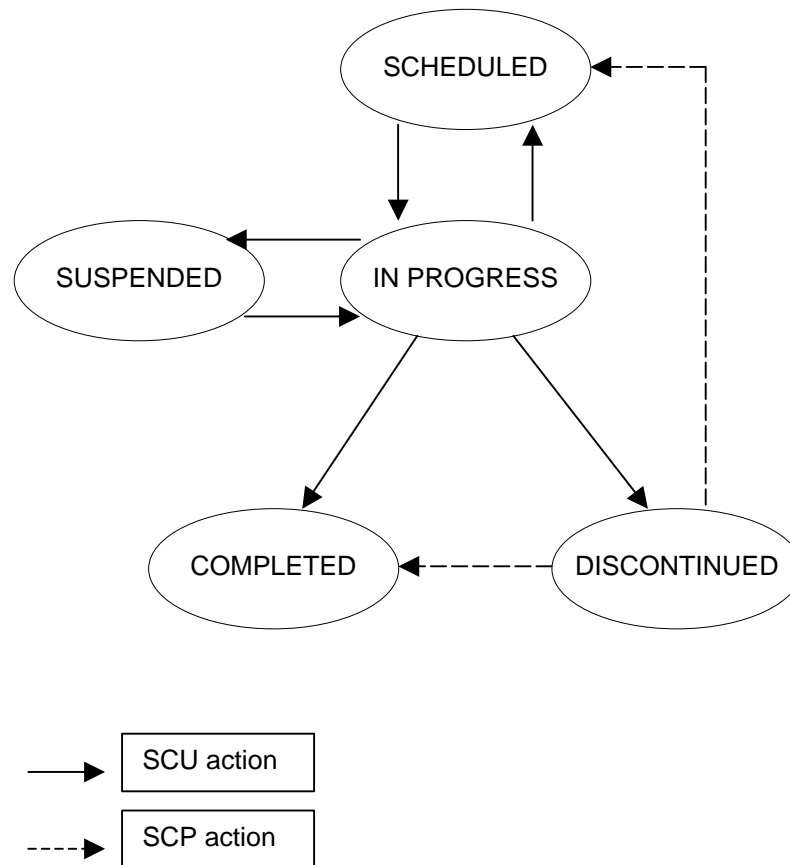 SCHEDULED
SUSPENDED
IN PROGRESS
COMPLETED
DISCONTINUED
SCU action
SCP action